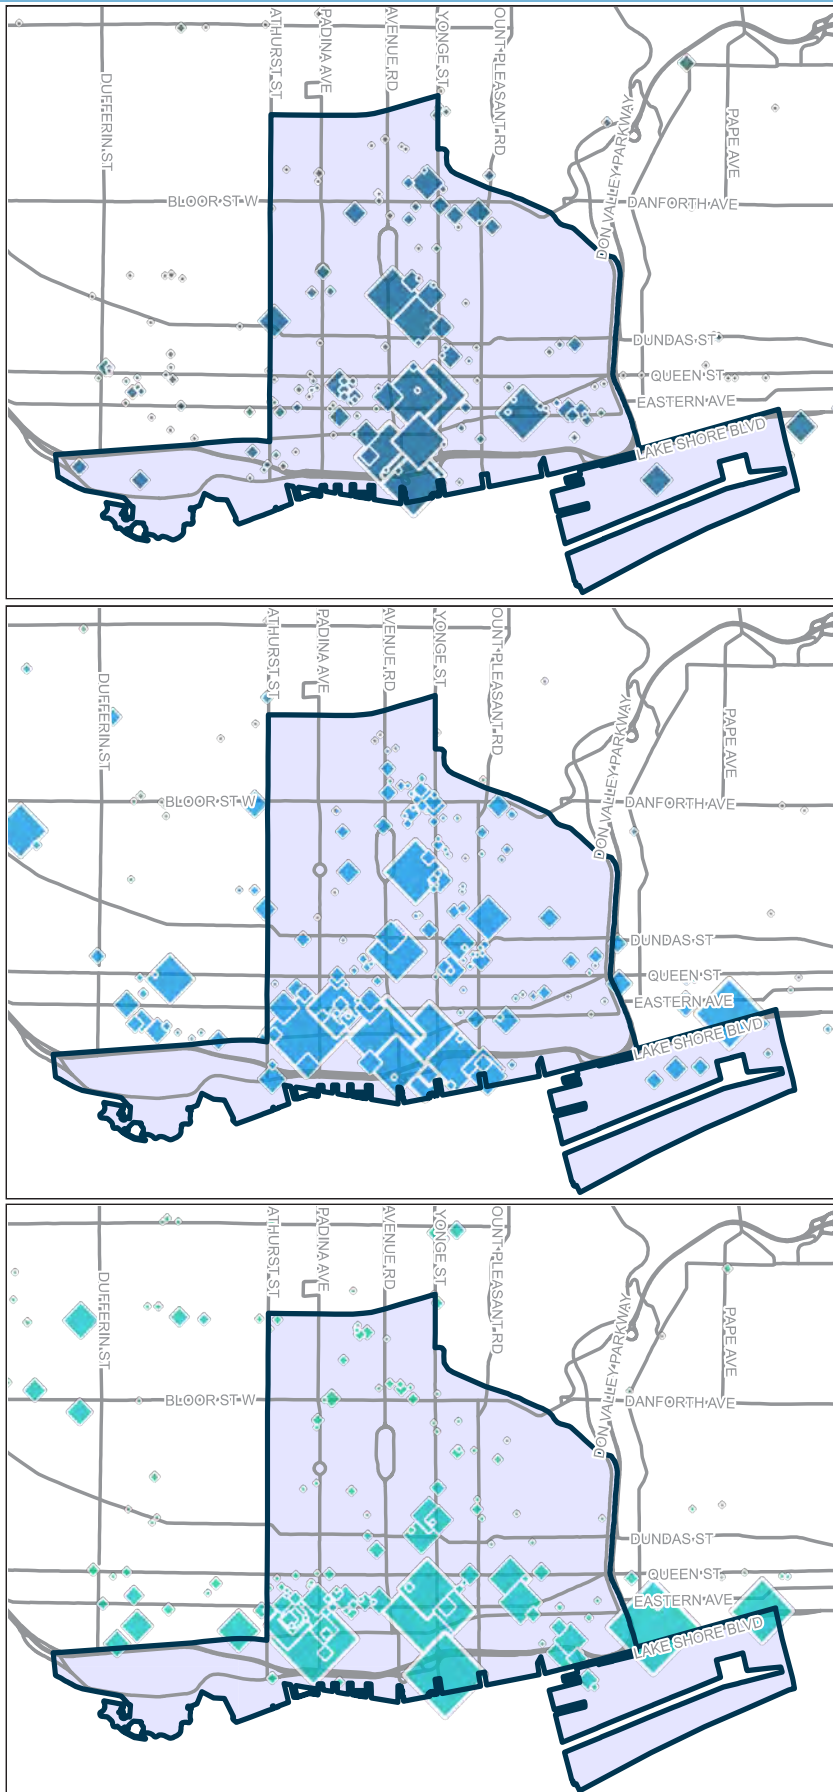 ATHURST ST
PADINA AVE
AVENUE RD
YONGE ST
OUNT PLEASANT RD
DUFFERIN ST
DON VALLEY PARKWAY
PAPE AVE
BLOOR ST W
DANFORTH AVE
DUNDAS ST
QUEEN ST
EASTERN AVE
LAKE SHORE BLVD
ATHURST ST
PADINA AVE
AVENUE RD
YONGE ST
OUNT PLEASANT RD
DUFFERIN ST
DON VALLEY PARKWAY
PAPE AVE
BLOOR ST W
DANFORTH AVE
DUNDAS ST
QUEEN ST
EASTERN AVE
LAKE SHORE BLVD
ATHURST ST
PADINA AVE
AVENUE RD
YONGE ST
OUNT PLEASANT RD
DUFFERIN ST
DON VALLEY PARKWAY
PAPE AVE
BLOOR ST W
DANFORTH AVE
DUNDAS ST
QUEEN ST
EASTERN AVE
LAKE SHORE BLVD